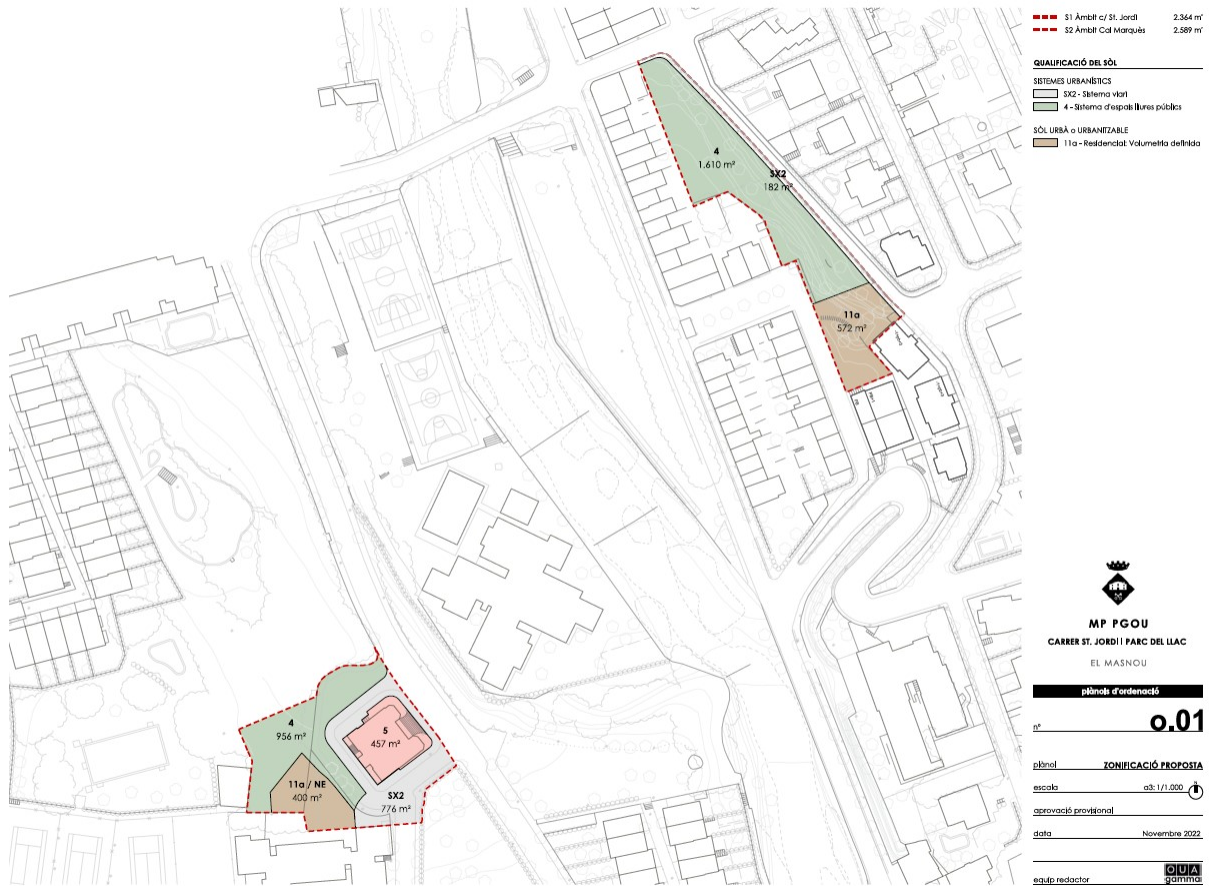 S1 Àmbit c/ St. Jordi 2.364 m²
S2 Àmbit Cal Marquès 2.589 m²
QUALIFICACIÓ DEL SÒL
SISTEMES URBANÍSTICS
SX2 - Sistema viari
4 - Sistema d'espais lliures públics
SÒL URBÀ o URBANITZABLE
11a - Residencial: Volumetria definida
4
1.610 m²
SX2
182 m²
11a
572 m²
4
956 m²
5
457 m²
11a / NE
400 m²
SX2
776 m²
MP PGOU
CARRER ST. JORDI I PARC DEL LLAC
EL MASNOU
plànols d'ordenació
nº o.01
plànol ZONIFICACIÓ PROPOSTA
escala a3: 1/1.000
aprovació provisional
data Novembre 2022
equip redactor
OUA
gamma